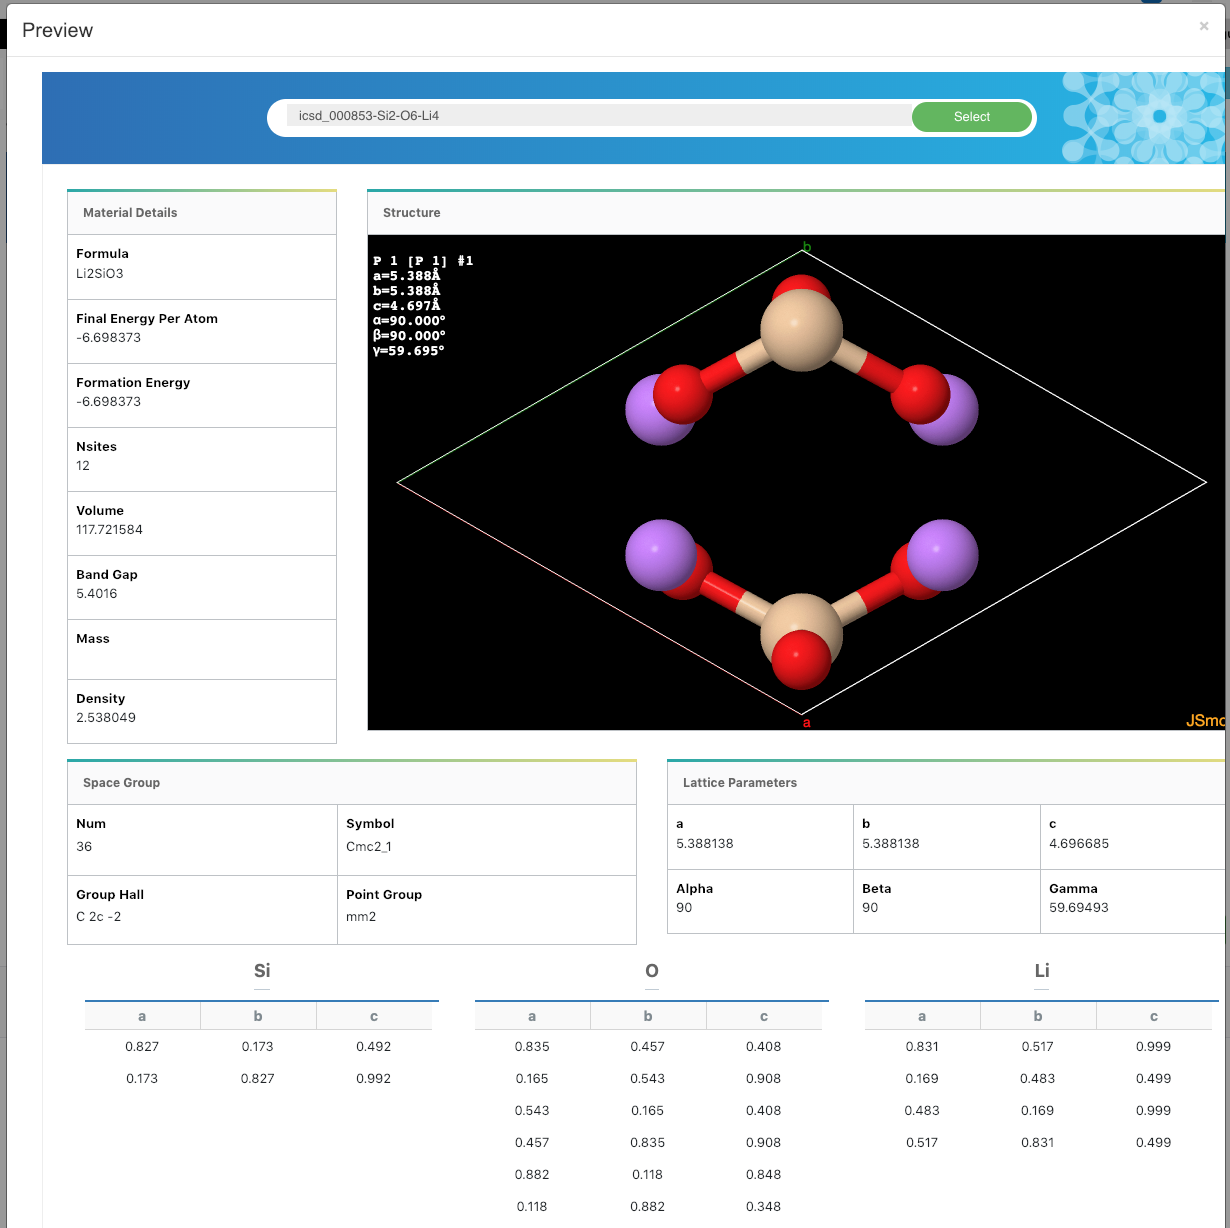 Preview
×
icsd_000853-Si2-O6-Li4
Select
Material Details
Formula
Li2SiO3
Final Energy Per Atom
-6.698373
Formation Energy
-6.698373
Nsites
12
Volume
117.721584
Band Gap
5.4016
Mass
Density
2.538049
Structure
P 1 [P 1] #1
a=5.388Å
b=5.388Å
c=4.697Å
α=90.000°
β=90.000°
γ=59.695°
b
a
JSmo
Space Group
Num
36
Symbol
Cmc2_1
Group Hall
C 2c -2
Point Group
mm2
Lattice Parameters
a
5.388138
b
5.388138
c
4.696685
Alpha
90
Beta
90
Gamma
59.69493
Si
a b c
0.827 0.173 0.492
0.173 0.827 0.992
O
a b c
0.835 0.457 0.408
0.165 0.543 0.908
0.543 0.165 0.408
0.457 0.835 0.908
0.882 0.118 0.848
0.118 0.882 0.348
Li
a b c
0.831 0.517 0.999
0.169 0.483 0.499
0.483 0.169 0.999
0.517 0.831 0.499